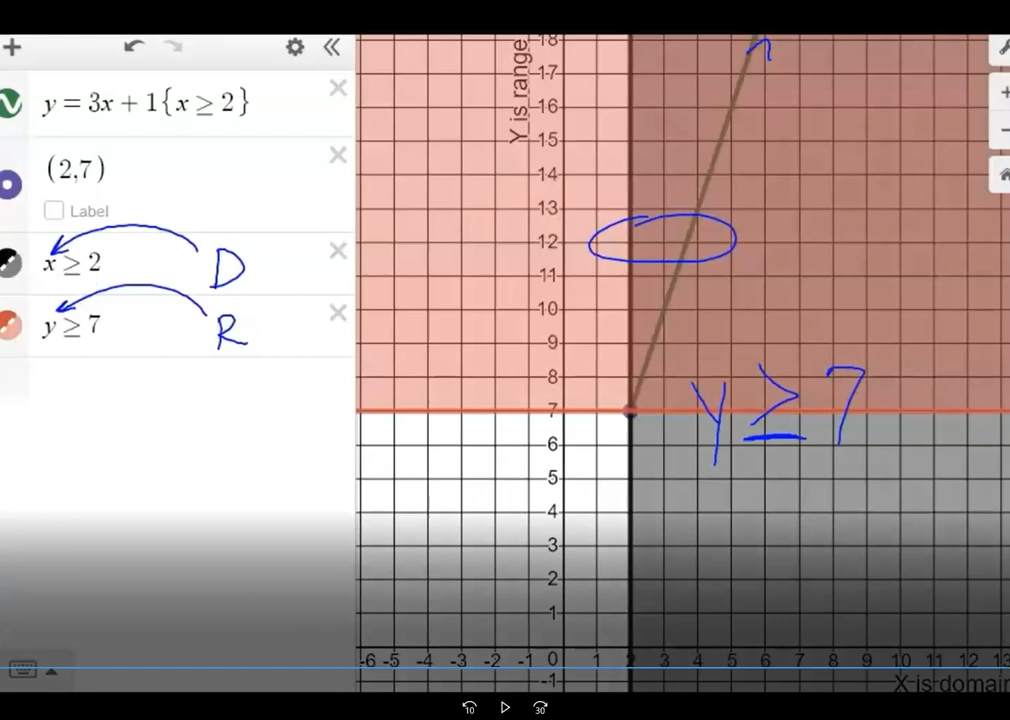 y = 3x + 1{x ≥ 2}
(2,7)
Label
x ≥ 2
D
y ≥ 7
R
Y is range
18
17
16
15
14
13
12
11
10
9
8
7
6
5
4
3
2
1
0
-1
y ≥ 7
-6 -5 -4 -3 -2 -1 0 1 2 3 4 5 6 7 8 9 10 11 12 13
X is domain
10 30